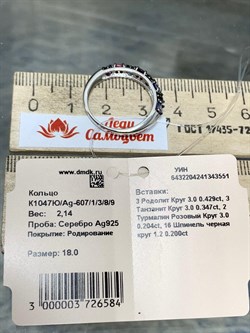 Леди
Самоцвет
ГОСТ 17435-72
www.dmdk.ru
Кольцо
К1047Ю/Ag-607/1/3/8/9
Вес: 2,14
Проба: Серебро Ag925
Покрытие: Родирование
Размер: 18.0
3 000003 726584
УИН
6432204241343551
Вставки:
3 Родолит Круг 3.0 0.429ct, 3
Танзанит Круг 3.0 0.347ct, 2
Турмалин Розовый Круг 3.0
0.204ct, 16 Шпинель черная
круг 1.2 0.200ct